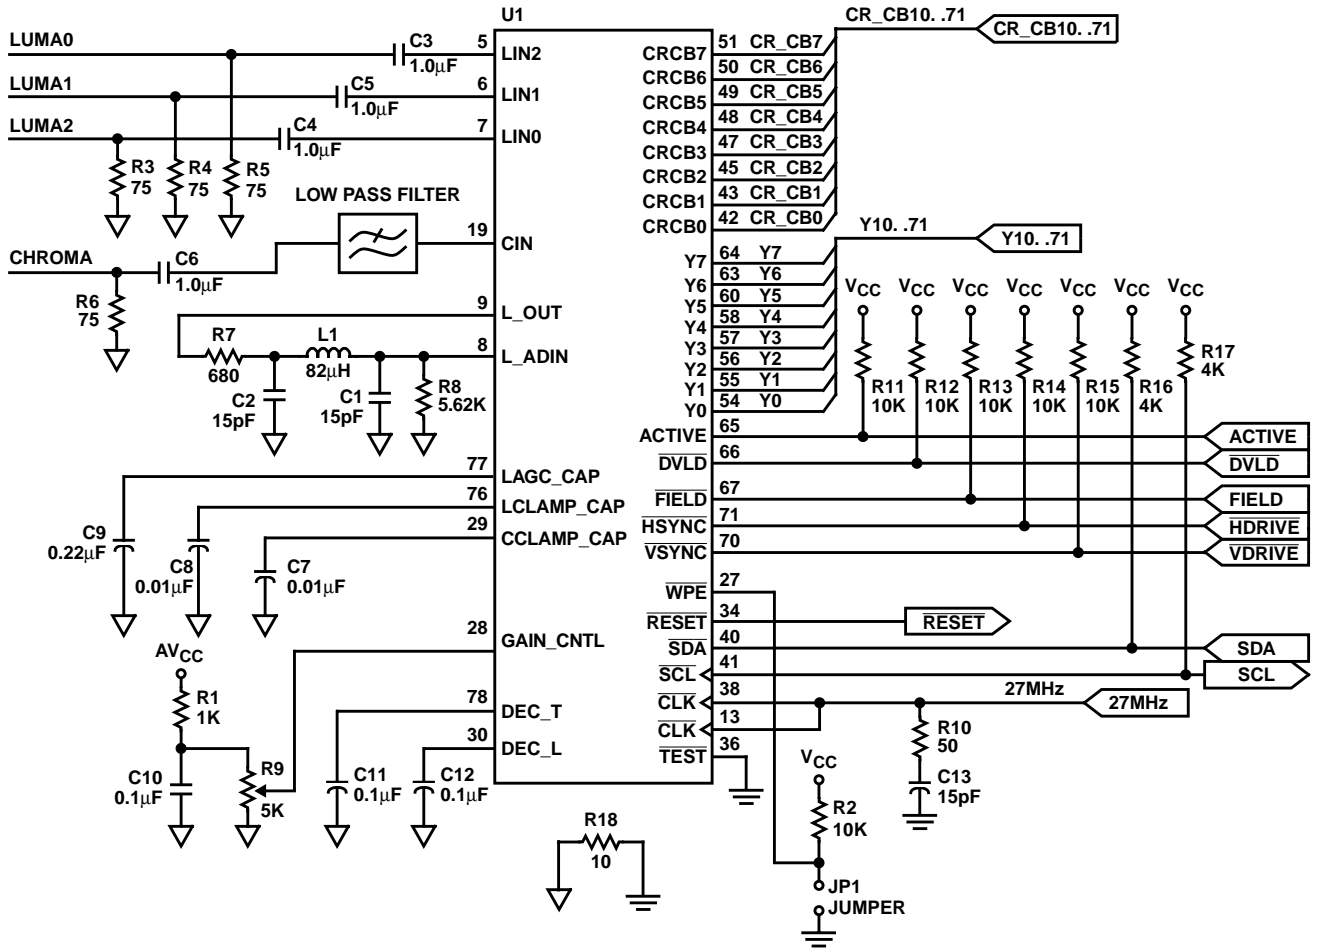 U1
LUMA0
C3
1.0µF
5
LIN2
LUMA1
C5
1.0µF
6
LIN1
LUMA2
C4
1.0µF
7
LIN0
R3
75
R4
75
R5
75
LOW PASS FILTER
19
CIN
CHROMA
C6
1.0µF
R6
75
9
L_OUT
R7
680
L1
82µH
8
L_ADIN
C2
15pF
C1
15pF
R8
5.62K
77
LAGC_CAP
76
LCLAMP_CAP
29
CCLAMP_CAP
C9
0.22µF
C8
0.01µF
C7
0.01µF
28
GAIN_CNTL
AVCC
R1
1K
78
DEC_T
30
DEC_L
C10
0.1µF
R9
5K
C11
0.1µF
C12
0.1µF
R18
10
CR_CB10. .71
CR_CB10. .71
CRCB7 51 CR_CB7
CRCB6 50 CR_CB6
CRCB5 49 CR_CB5
CRCB4 48 CR_CB4
CRCB3 47 CR_CB3
CRCB2 45 CR_CB2
CRCB1 43 CR_CB1
CRCB0 42 CR_CB0
Y10. .71
Y10. .71
Y7 64 Y7
Y6 63 Y6
Y5 60 Y5
Y4 58 Y4
Y3 57 Y3
Y2 56 Y2
Y1 55 Y1
Y0 54 Y0
VCC VCC VCC VCC VCC VCC VCC
R11
10K
R12
10K
R13
10K
R14
10K
R15
10K
R16
4K
R17
4K
ACTIVE 65 ACTIVE
DVLD 66 DVLD
FIELD 67 FIELD
HSYNC 71 HDRIVE
VSYNC 70 VDRIVE
WPE 27
RESET 34 RESET
SDA 40 SDA
SCL 41 SCL
CLK 38 27MHz 27MHz
CLK 13
TEST 36
R10
50
C13
15pF
VCC
R2
10K
JP1
JUMPER